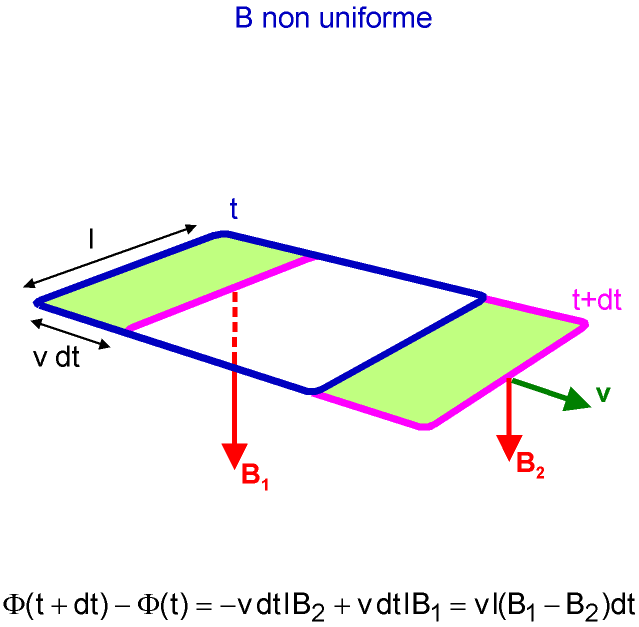 B non uniforme
t
l
t+dt
v dt
v
B₁
B₂
Φ(t + dt) − Φ(t) = −v dt l B₂ + v dt l B₁ = v l(B₁ − B₂)dt